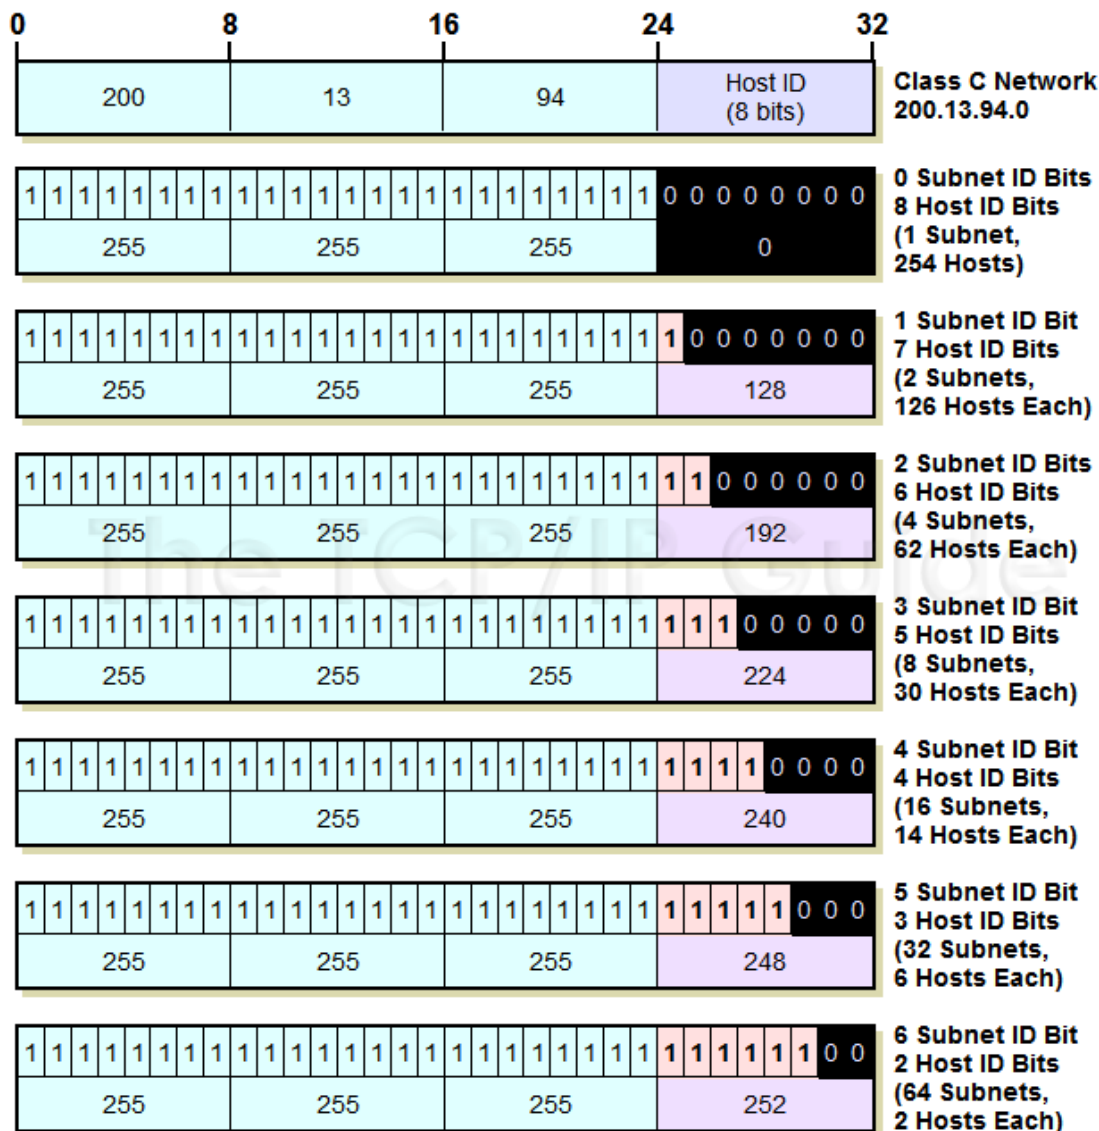 0 8 16 24 32
200 13 94 Host ID
(8 bits)
Class C Network
200.13.94.0
1 1 1 1 1 1 1 1 1 1 1 1 1 1 1 1 1 1 1 1 1 1 1 1 0 0 0 0 0 0 0 0
255 255 255 0
0 Subnet ID Bits
8 Host ID Bits
(1 Subnet,
254 Hosts)
1 1 1 1 1 1 1 1 1 1 1 1 1 1 1 1 1 1 1 1 1 1 1 1 1 0 0 0 0 0 0 0
255 255 255 128
1 Subnet ID Bit
7 Host ID Bits
(2 Subnets,
126 Hosts Each)
1 1 1 1 1 1 1 1 1 1 1 1 1 1 1 1 1 1 1 1 1 1 1 1 1 1 0 0 0 0 0 0
255 255 255 192
2 Subnet ID Bits
6 Host ID Bits
(4 Subnets,
62 Hosts Each)
The TCP/IP Guide
1 1 1 1 1 1 1 1 1 1 1 1 1 1 1 1 1 1 1 1 1 1 1 1 1 1 1 0 0 0 0 0
255 255 255 224
3 Subnet ID Bit
5 Host ID Bits
(8 Subnets,
30 Hosts Each)
1 1 1 1 1 1 1 1 1 1 1 1 1 1 1 1 1 1 1 1 1 1 1 1 1 1 1 1 0 0 0 0
255 255 255 240
4 Subnet ID Bit
4 Host ID Bits
(16 Subnets,
14 Hosts Each)
1 1 1 1 1 1 1 1 1 1 1 1 1 1 1 1 1 1 1 1 1 1 1 1 1 1 1 1 1 0 0 0
255 255 255 248
5 Subnet ID Bit
3 Host ID Bits
(32 Subnets,
6 Hosts Each)
1 1 1 1 1 1 1 1 1 1 1 1 1 1 1 1 1 1 1 1 1 1 1 1 1 1 1 1 1 1 0 0
255 255 255 252
6 Subnet ID Bit
2 Host ID Bits
(64 Subnets,
2 Hosts Each)